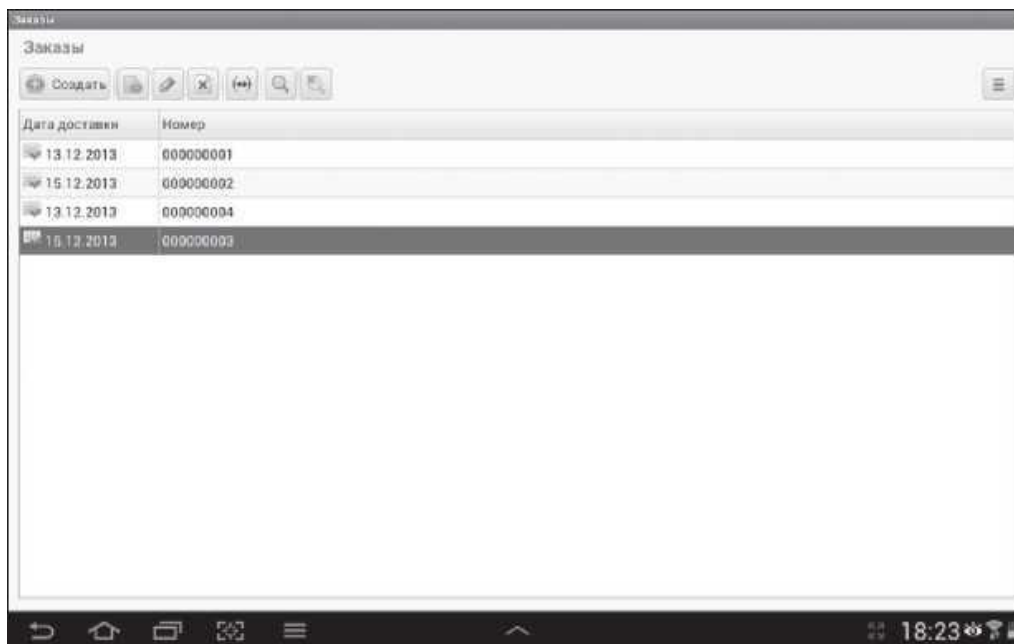 Заказы
Заказы
Создать
Дата доставки Номер
13.12.2013 000000001
15.12.2013 000000002
13.12.2013 000000004
16.12.2013 000000003
18:23